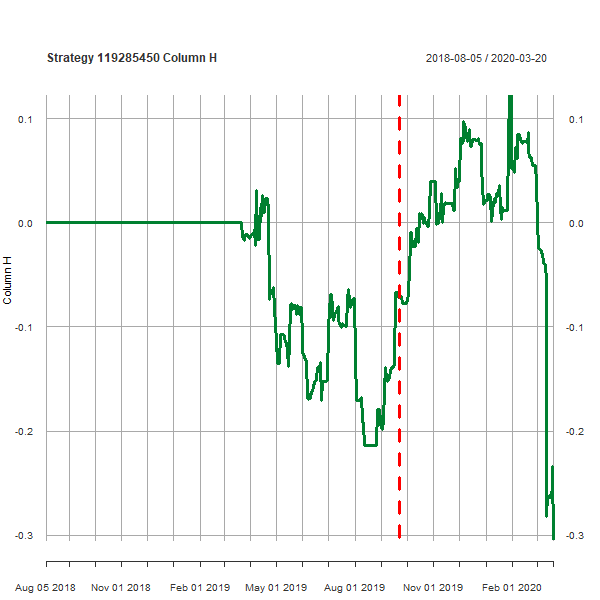 Strategy 119285450 Column H
2018-08-05 / 2020-03-20
0.1
0.1
0.0
0.0
-0.1
-0.1
-0.2
-0.2
-0.3
-0.3
Column H
Aug 05 2018
Nov 01 2018
Feb 01 2019
May 01 2019
Aug 01 2019
Nov 01 2019
Feb 01 2020